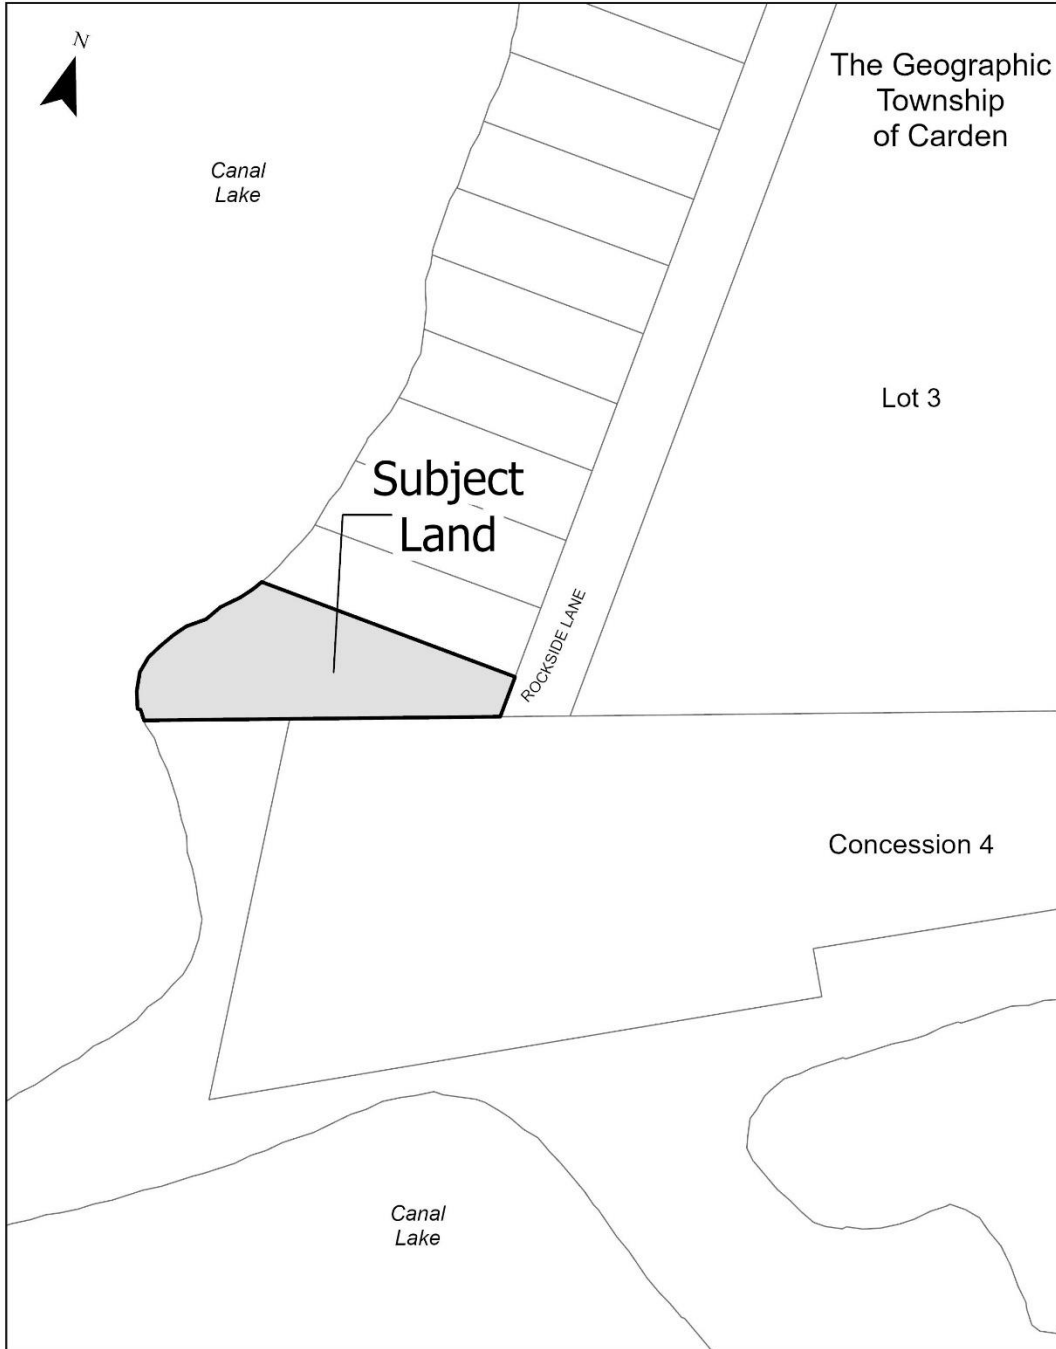 N
The Geographic
Township
of Carden
Canal
Lake
Lot 3
Subject
Land
ROCKSIDE LANE
Concession 4
Canal
Lake